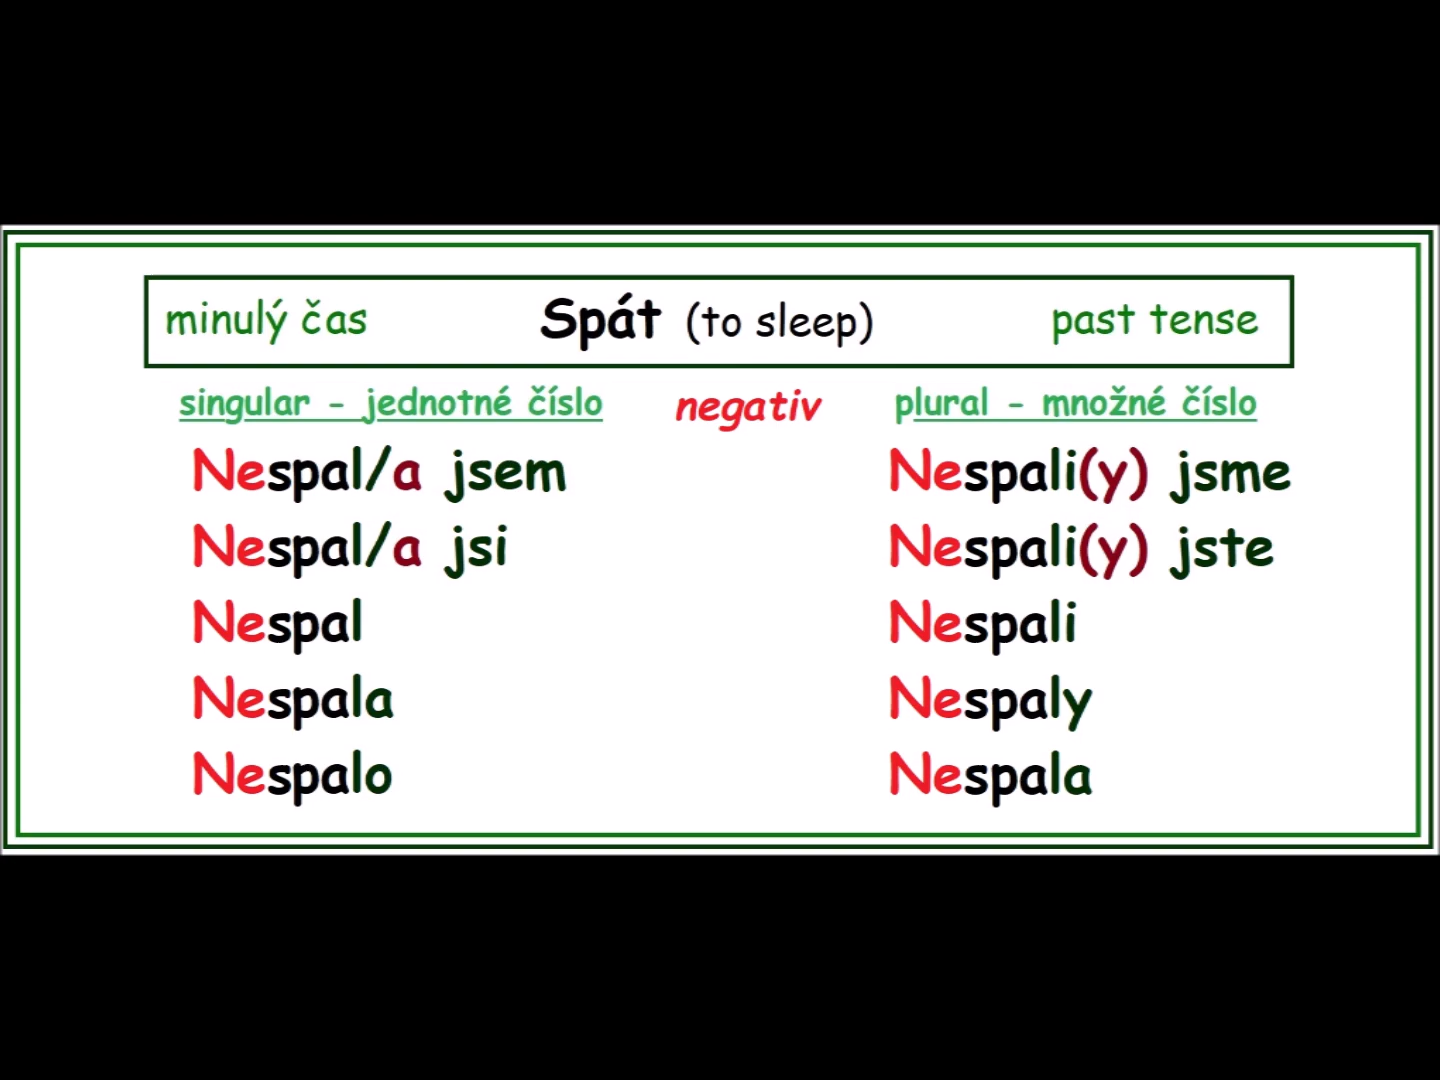 minulý čas Spát (to sleep) past tense
singular - jednotné číslo negativ plural - množné číslo
Nespal/a jsem Nespali(y) jsme
Nespal/a jsi Nespali(y) jste
Nespal Nespali
Nespala Nespaly
Nespalo Nespala